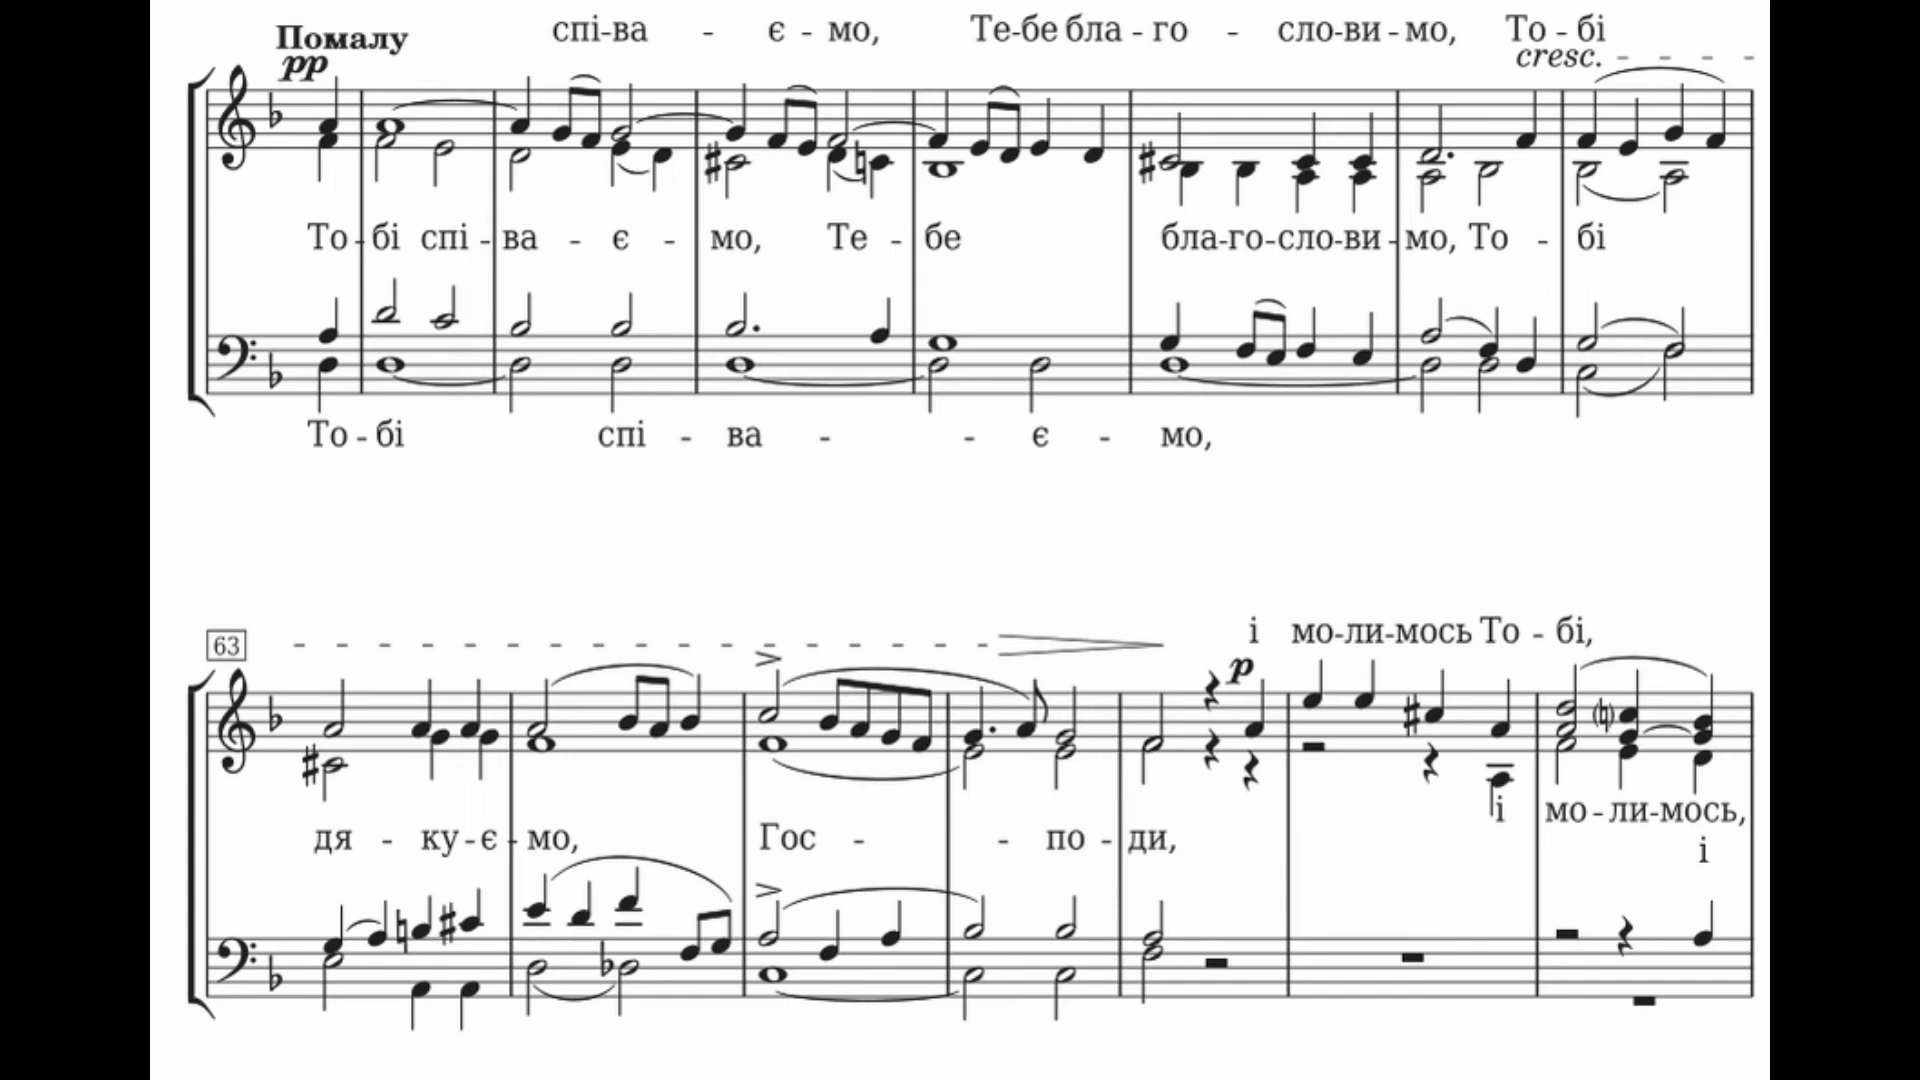 Помалу
спі-ва - є - мо, Те-бе бла - го - сло-ви-мо, То - бі
pp
cresc. - - - -
То - бі спі - ва - є - мо, Те - бе бла-го-сло-ви-мо, То - бі
То - бі спі - ва - - є - мо,
63
і мо-ли-мось То - бі,
p
і мо-ли-мось,
дя - ку-є-мо, Гос - - по - ди,
і